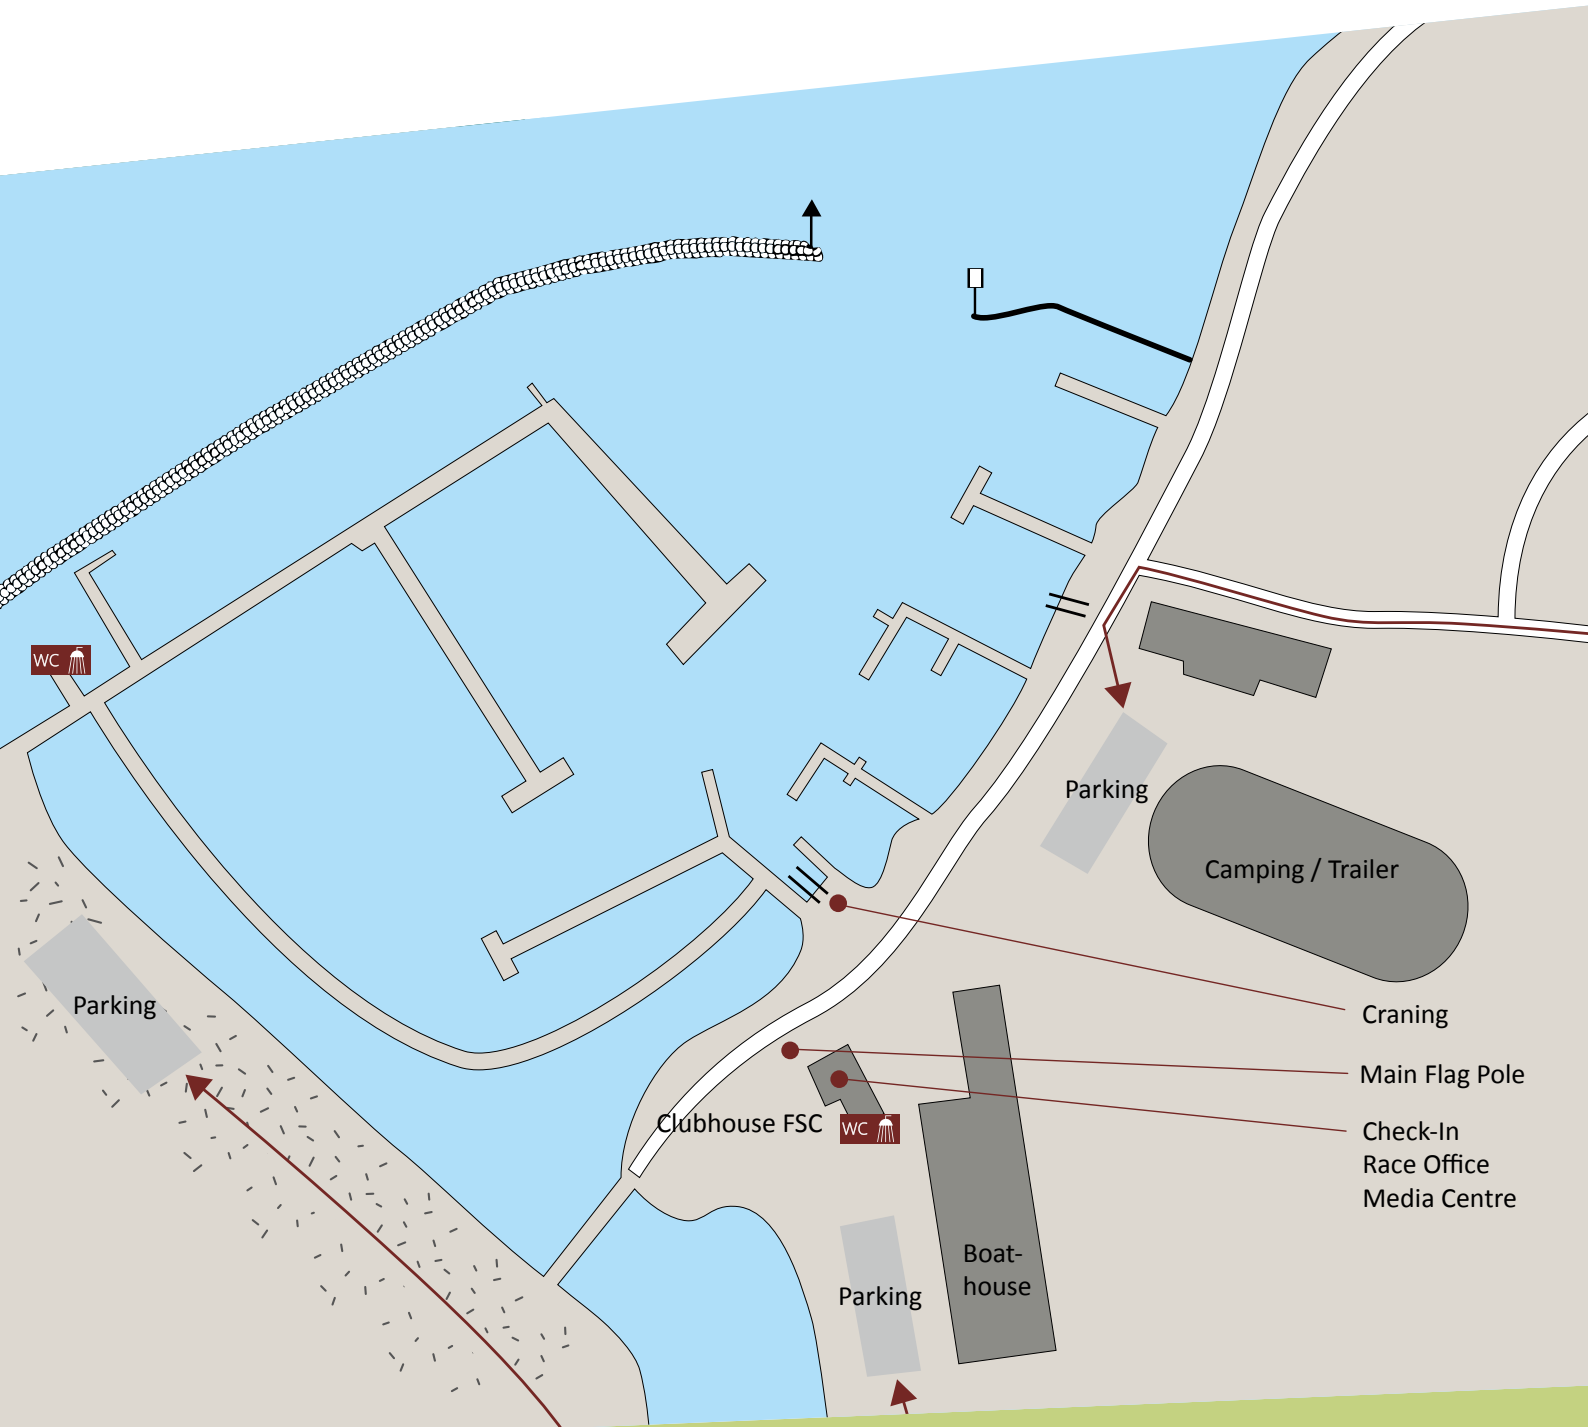 WC
Parking
Camping / Trailer
Parking
Craning
Main Flag Pole
Clubhouse FSC
WC
Check-In
Race Office
Media Centre
Boat-
house
Parking